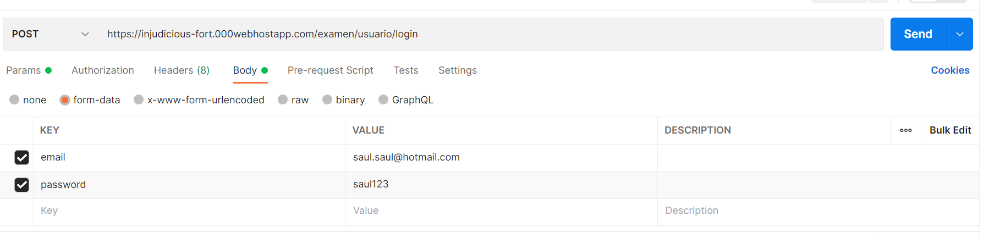 POST https://injudicious-fort.000webhostapp.com/examen/usuario/login Send
Params Authorization Headers (8) Body Pre-request Script Tests Settings Cookies
none form-data x-www-form-urlencoded raw binary GraphQL
KEY VALUE DESCRIPTION Bulk Edit
email saul.saul@hotmail.com
password saul123
Key Value Description